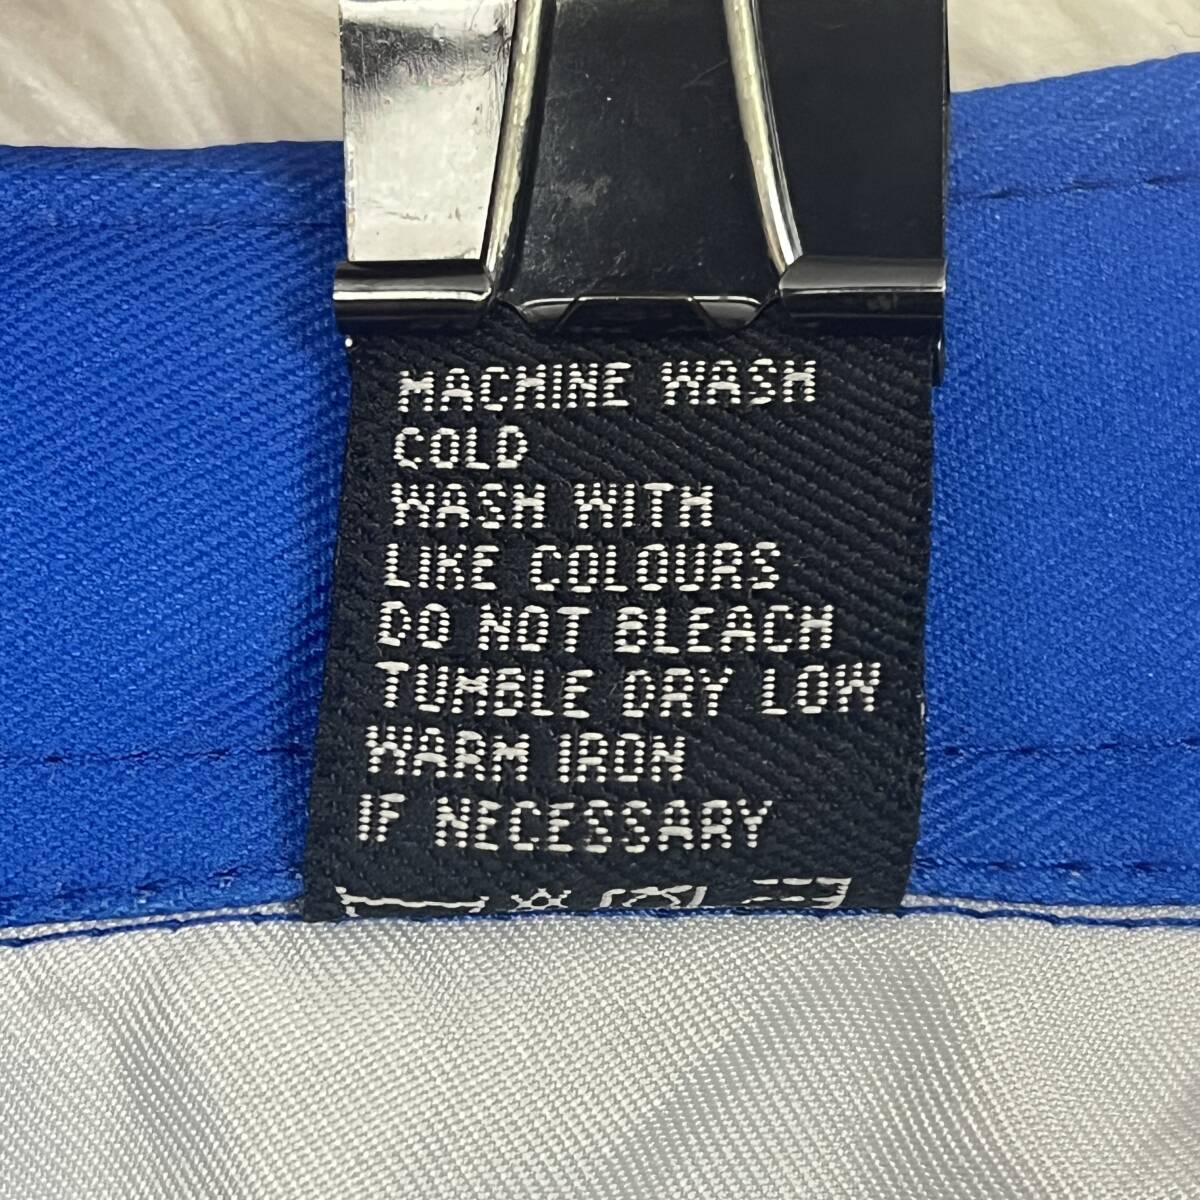 MACHINE WASH
COLD
WASH WITH
LIKE COLOURS
DO NOT BLEACH
TUMBLE DRY LOW
WARM IRON
IF NECESSARY